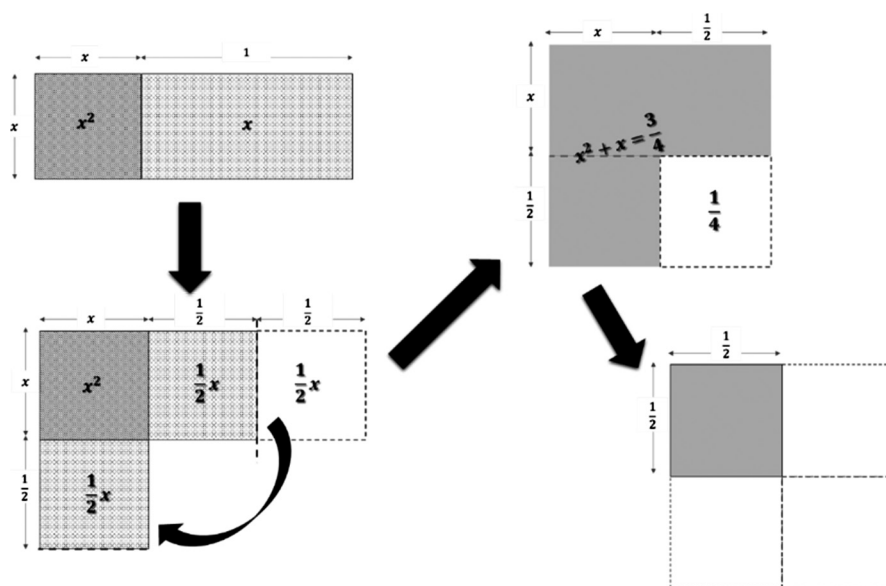 x 1
x x² x
x ½
x
x² + x = 3/4
½ 1/4
x ½ ½
x x² ½x ½x
½ ½x
½
½